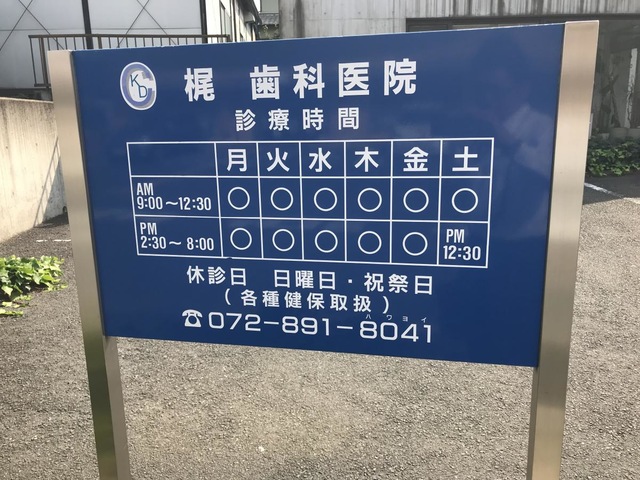 KD 梶 歯科医院
診療時間
月 火 水 木 金 土
AM
9:00～12:30 ○ ○ ○ ○ ○ ○
PM
2:30～8:00 ○ ○ ○ ○ ○ PM 12:30
休診日 日曜日・祝祭日
(各種健保取扱)
ハワヨイ
☎072-891-8041